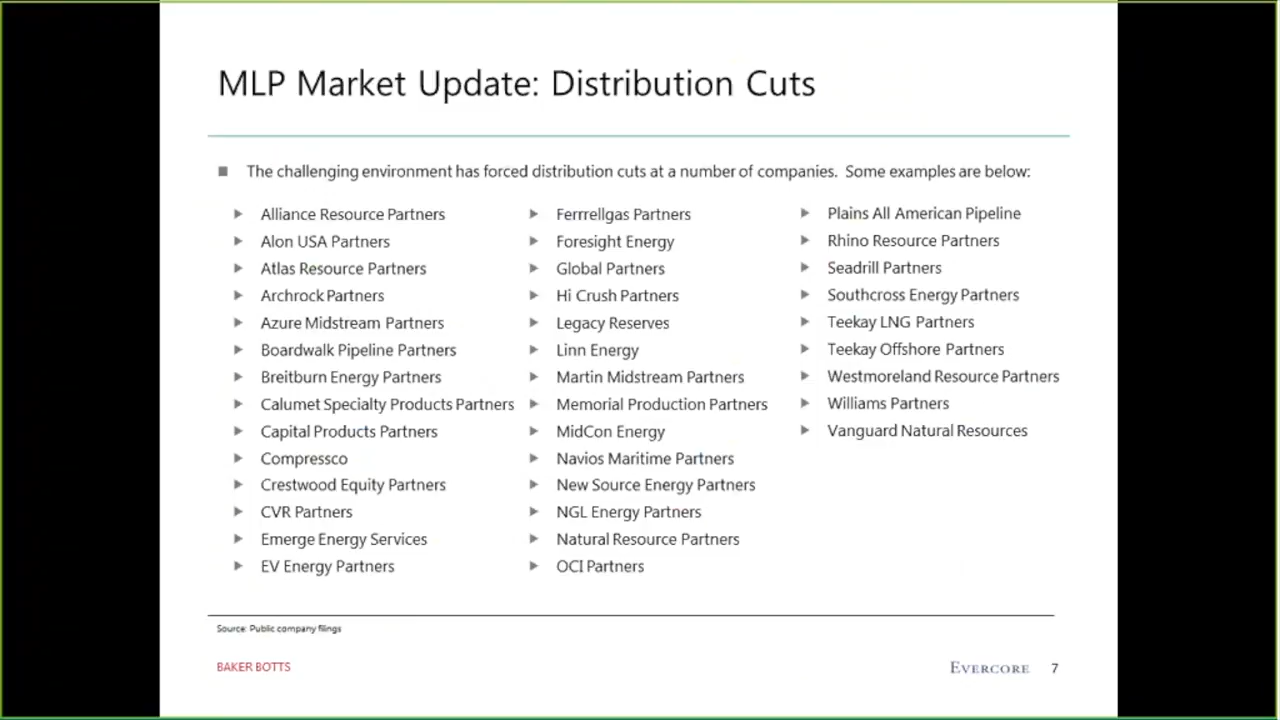 MLP Market Update: Distribution Cuts
The challenging environment has forced distribution cuts at a number of companies. Some examples are below:
Alliance Resource Partners
Alon USA Partners
Atlas Resource Partners
Archrock Partners
Azure Midstream Partners
Boardwalk Pipeline Partners
Breitburn Energy Partners
Calumet Specialty Products Partners
Capital Products Partners
Compressco
Crestwood Equity Partners
CVR Partners
Emerge Energy Services
EV Energy Partners
Ferrrellgas Partners
Foresight Energy
Global Partners
Hi Crush Partners
Legacy Reserves
Linn Energy
Martin Midstream Partners
Memorial Production Partners
MidCon Energy
Navios Maritime Partners
New Source Energy Partners
NGL Energy Partners
Natural Resource Partners
OCI Partners
Plains All American Pipeline
Rhino Resource Partners
Seadrill Partners
Southcross Energy Partners
Teekay LNG Partners
Teekay Offshore Partners
Westmoreland Resource Partners
Williams Partners
Vanguard Natural Resources
Source: Public company filings
BAKER BOTTS
EVERCORE 7